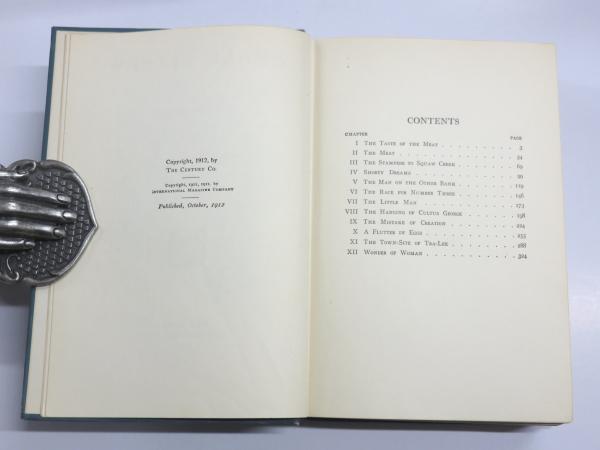 Copyright, 1912, by
THE CENTURY CO.
Copyright, 1911, 1912, by
INTERNATIONAL MAGAZINE COMPANY
Published, October, 1912
CONTENTS
CHAPTER PAGE
I THE TASTE OF THE MEAT 3
II THE MEAT 34
III THE STAMPEDE TO SQUAW CREEK 69
IV SHORTY DREAMS 99
V THE MAN ON THE OTHER BANK 119
VI THE RACE FOR NUMBER THREE 146
VII THE LITTLE MAN 173
VIII THE HANGING OF CULTUS GEORGE 198
IX THE MISTAKE OF CREATION 224
X A FLUTTER IN EGGS 255
XI THE TOWN-SITE OF TRA-LEE 288
XII WONDER OF WOMAN 324